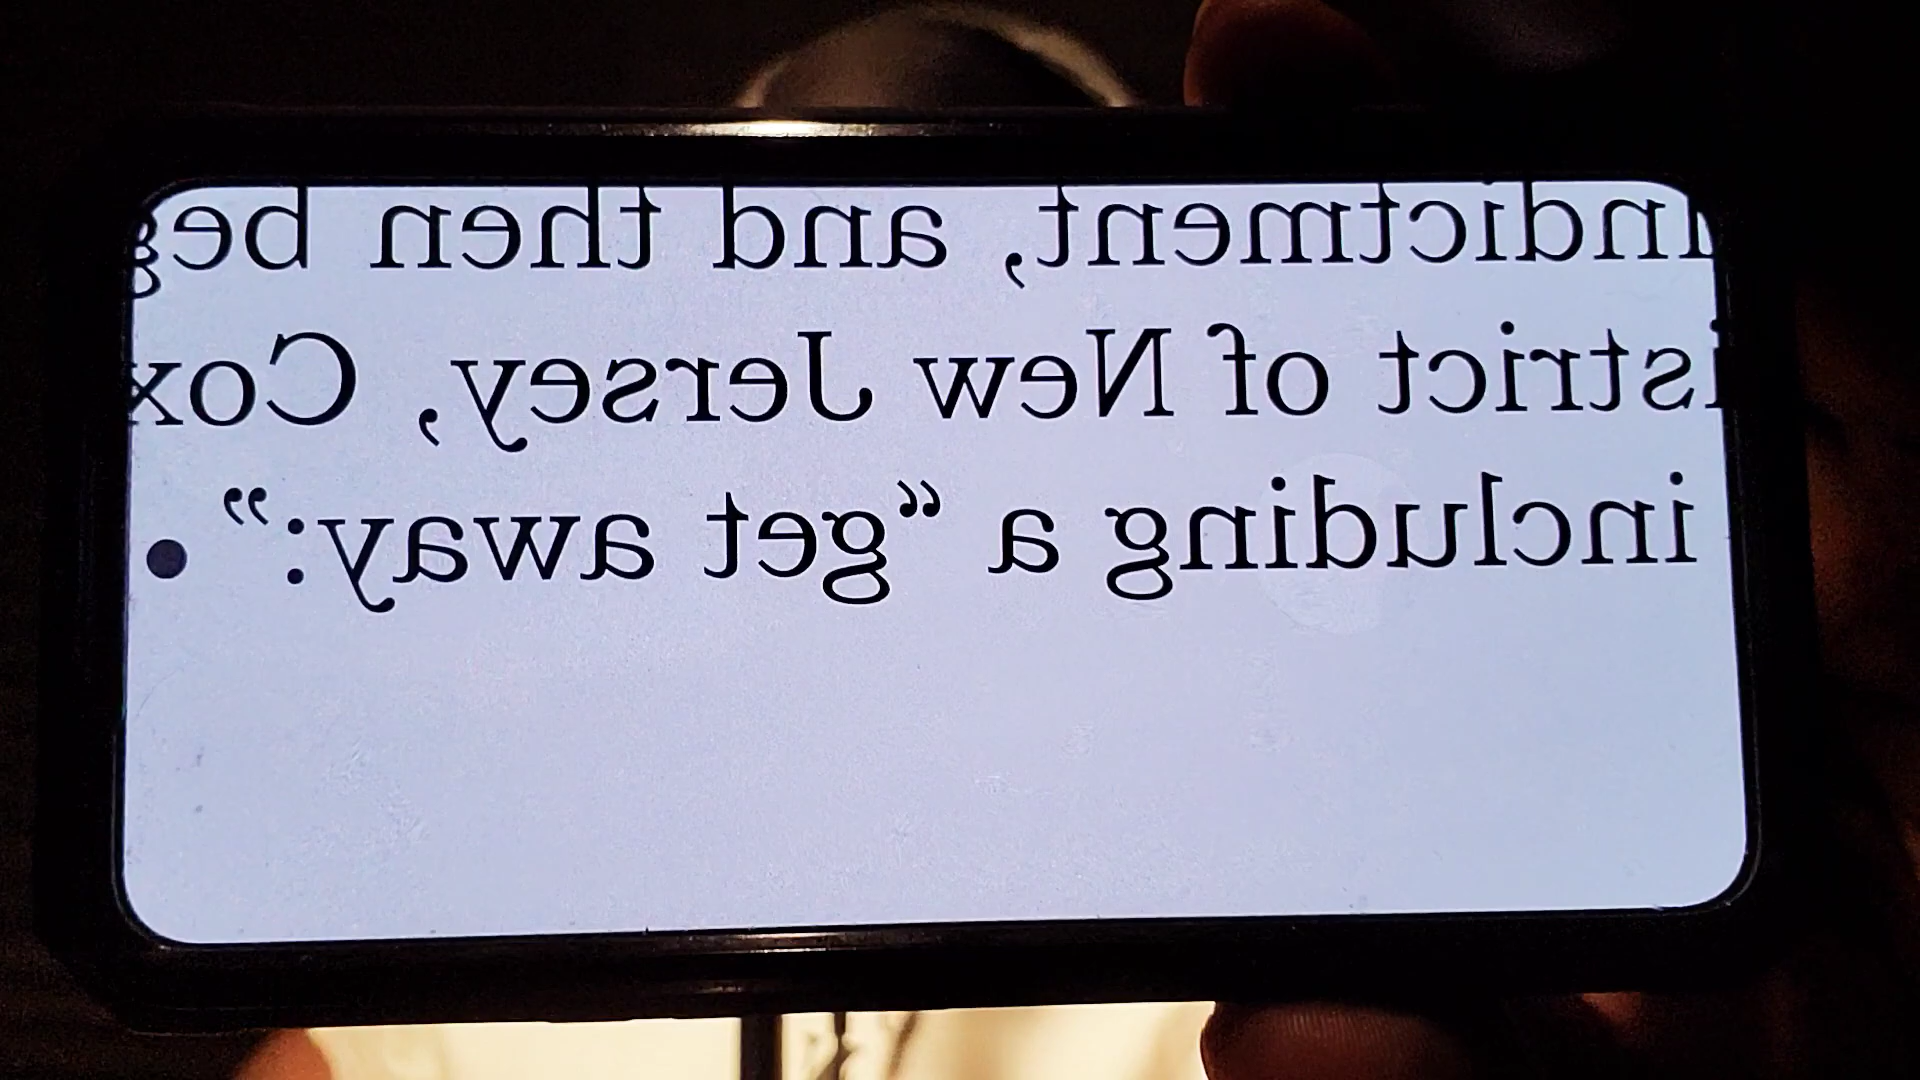 ndictment, and then beg
istrict of New Jersey, Cox
including a “get away:”